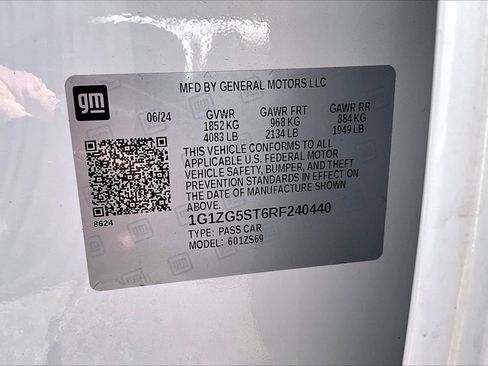 gm
MFD BY GENERAL MOTORS LLC
06/24 GVWR GAWR FRT GAWR RR
1852 KG 968 KG 884 KG
4083 LB 2134 LB 1949 LB
THIS VEHICLE CONFORMS TO ALL
APPLICABLE U.S. FEDERAL MOTOR
VEHICLE SAFETY, BUMPER, AND THEFT
PREVENTION STANDARDS IN EFFECT ON
THE DATE OF MANUFACTURE SHOWN
ABOVE.
8624
1G1ZG5ST6RF240440
TYPE: PASS CAR
MODEL: 601ZS69